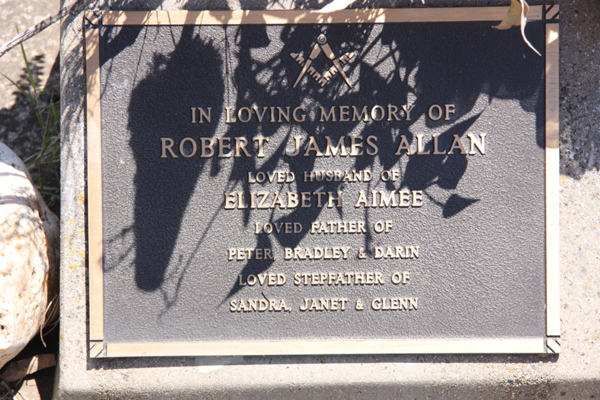 IN LOVING MEMORY OF
ROBERT JAMES ALLAN
LOVED HUSBAND OF
ELIZABETH AIMEE
LOVED FATHER OF
PETER, BRADLEY & DARIN
LOVED STEPFATHER OF
SANDRA, JANET & GLENN